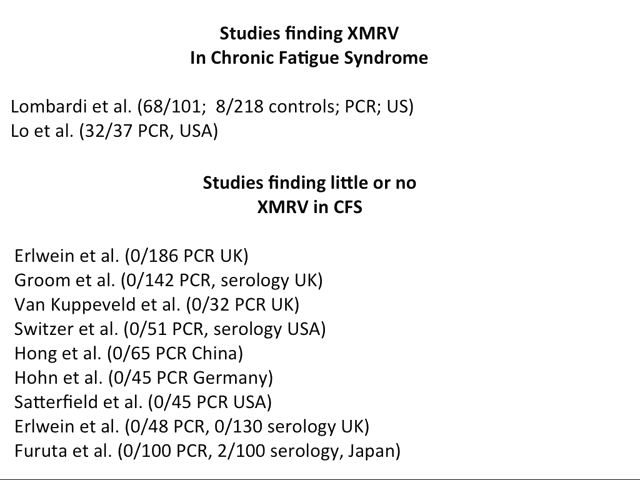 Studies finding XMRV
In Chronic Fatigue Syndrome
Lombardi et al. (68/101;  8/218 controls; PCR; US)
Lo et al. (32/37 PCR, USA)
Studies finding little or no
XMRV in CFS
Erlwein et al. (0/186 PCR UK)
Groom et al. (0/142 PCR, serology UK)
Van Kuppeveld et al. (0/32 PCR UK)
Switzer et al. (0/51 PCR, serology USA)
Hong et al. (0/65 PCR China)
Hohn et al. (0/45 PCR Germany)
Satterfield et al. (0/45 PCR USA)
Erlwein et al. (0/48 PCR, 0/130 serology UK)
Furuta et al. (0/100 PCR, 2/100 serology, Japan)